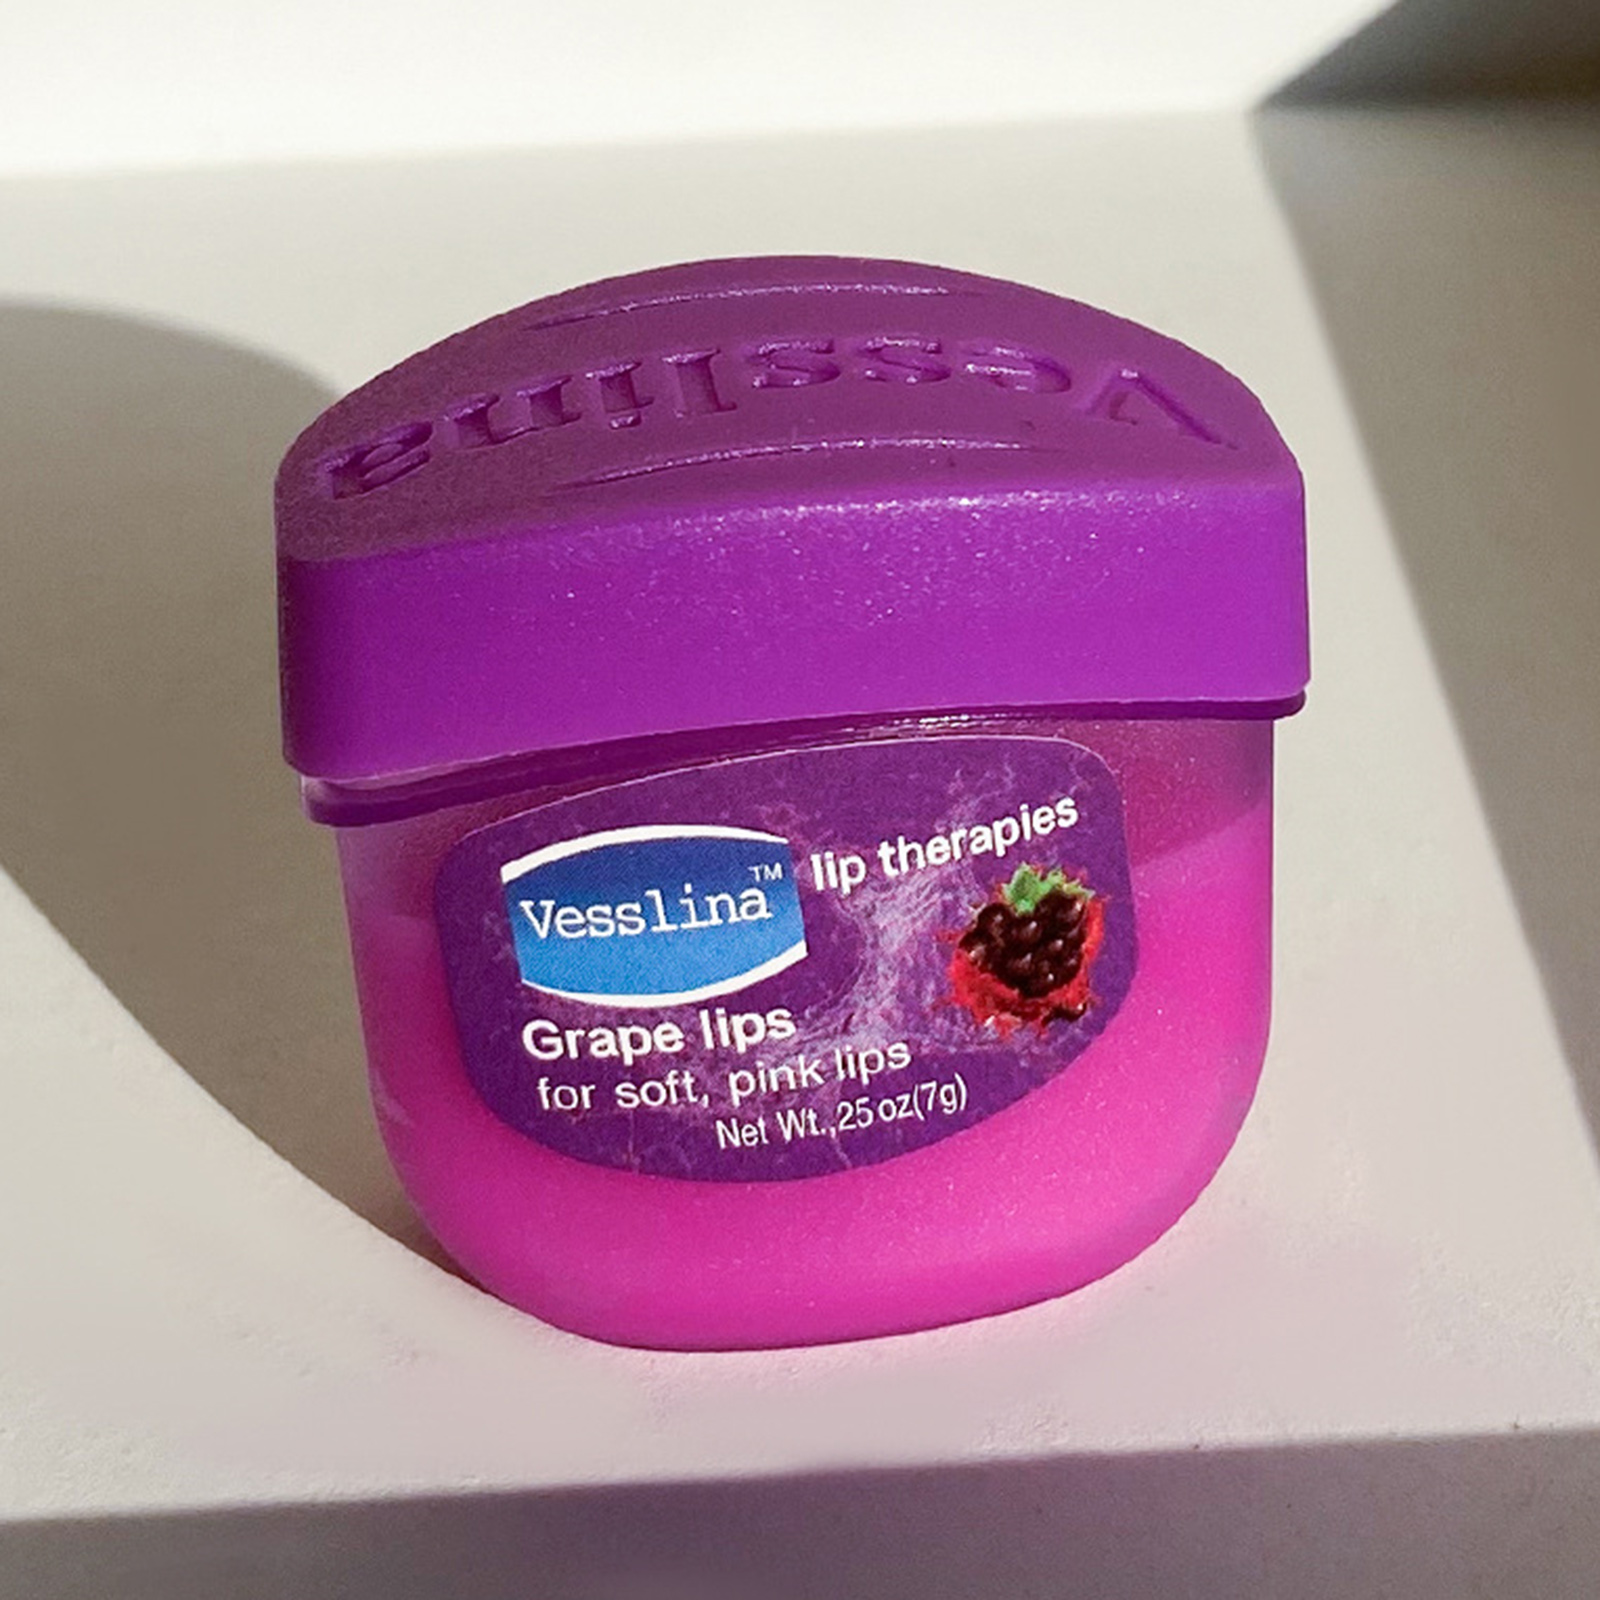 Vesslina
Vesslina™
lip therapies
Grape lips
for soft, pink lips
Net Wt.,25 oz(7g)